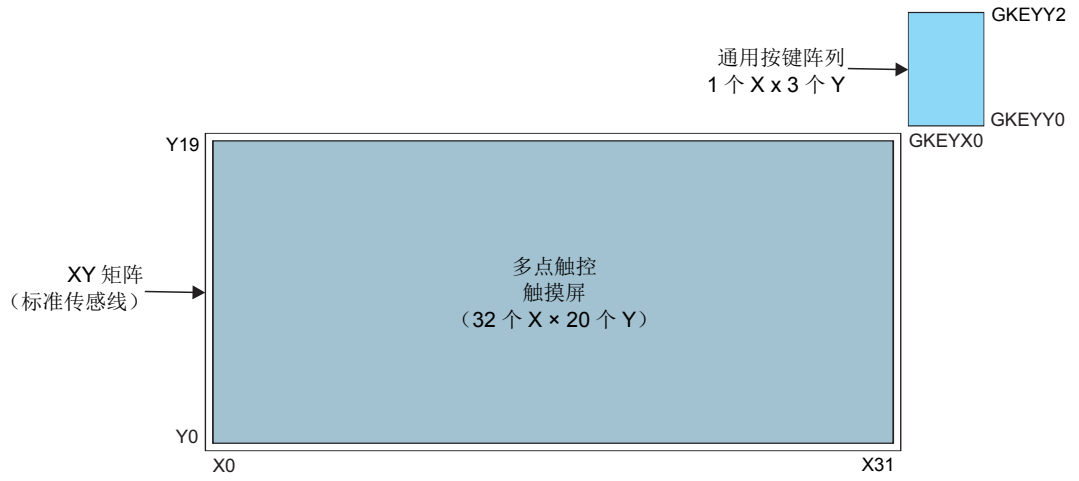 GKEYY2
通用按键阵列
1 个 X x 3 个 Y
GKEYY0
GKEYX0
Y19
XY 矩阵
（标准传感线）
多点触控
触摸屏
（32 个 X × 20 个 Y）
Y0
X0
X31